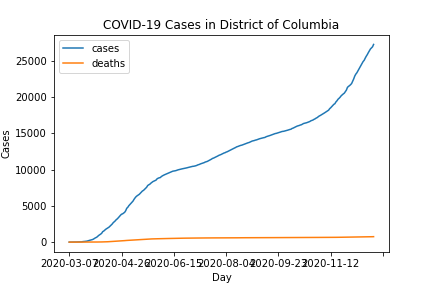 COVID-19 Cases in District of Columbia
cases
deaths
25000
20000
15000
10000
5000
0
Cases
2020-03-07 2020-04-26 2020-06-15 2020-08-04 2020-09-23 2020-11-12
Day